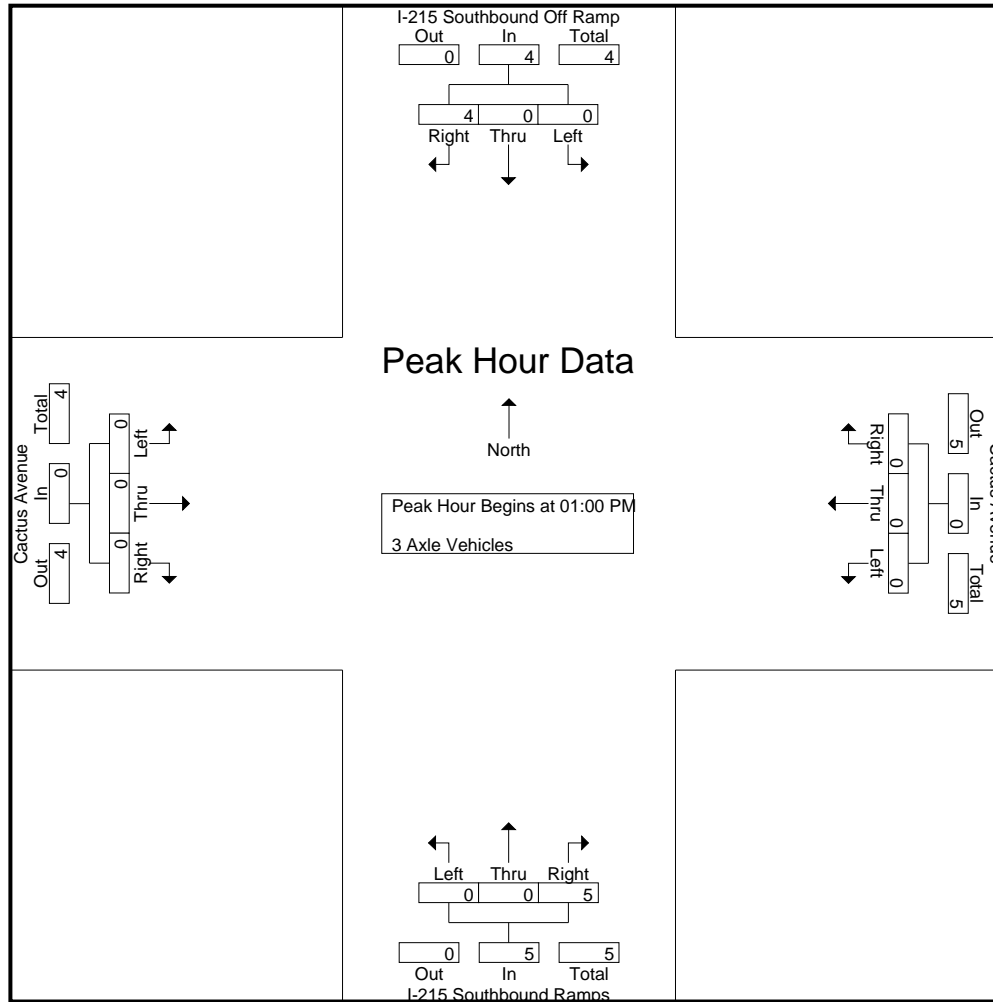 I-215 Southbound Off Ramp
Out In Total
0 4 4
4 0 0
Right Thru Left
Peak Hour Data
North
Peak Hour Begins at 01:00 PM
3 Axle Vehicles
Cactus Avenue
Out In Total
4 0 4
0 0 0
Right Thru Left
Out In Total
5 0 5
0 0 0
Right Thru Left
Left Thru Right
0 0 5
0 5 5
Out In Total
I-215 Southbound Ramps